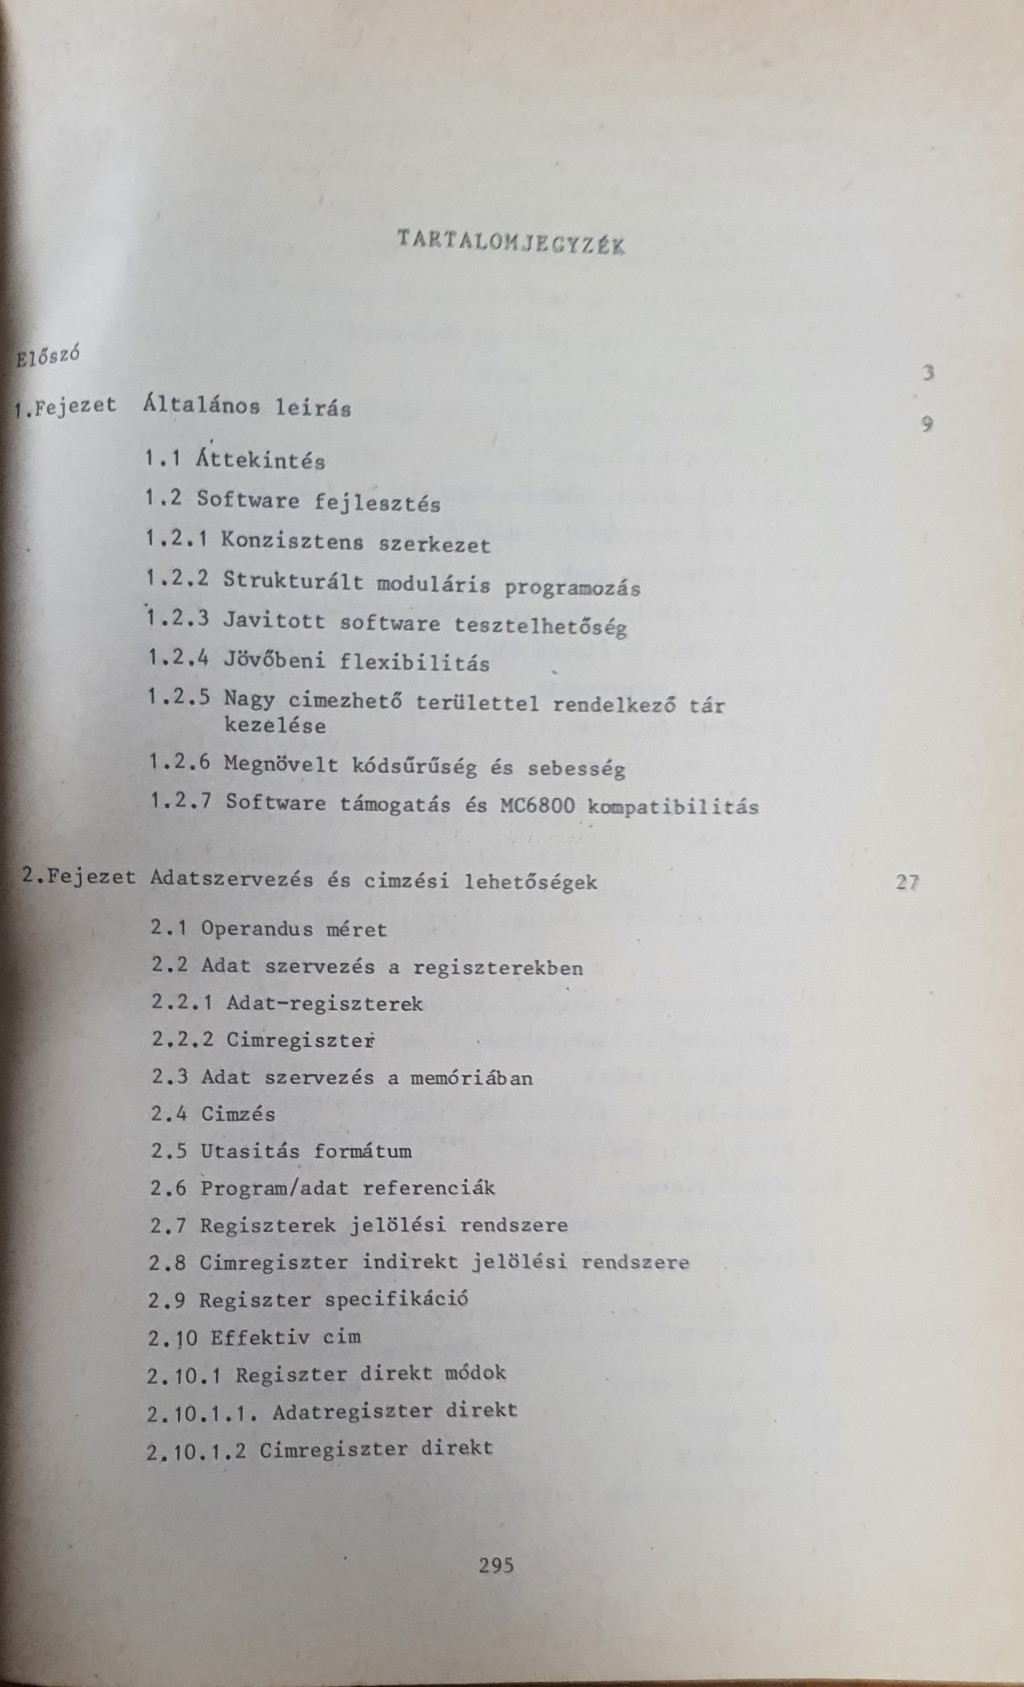 TARTALOMJEGYZÉK
Előszó 3
1.Fejezet Általános leirás 9
1.1 Áttekintés
1.2 Software fejlesztés
1.2.1 Konzisztens szerkezet
1.2.2 Strukturált moduláris programozás
1.2.3 Javitott software tesztelhetőség
1.2.4 Jövőbeni flexibilitás
1.2.5 Nagy cimezhető területtel rendelkező tár
kezelése
1.2.6 Megnövelt kódsűrűség és sebesség
1.2.7 Software támogatás és MC6800 kompatibilitás
2.Fejezet Adatszervezés és cimzési lehetőségek 27
2.1 Operandus méret
2.2 Adat szervezés a regiszterekben
2.2.1 Adat-regiszterek
2.2.2 Cimregiszter
2.3 Adat szervezés a memóriában
2.4 Cimzés
2.5 Utasitás formátum
2.6 Program/adat referenciák
2.7 Regiszterek jelölési rendszere
2.8 Cimregiszter indirekt jelölési rendszere
2.9 Regiszter specifikáció
2.10 Effektiv cim
2.10.1 Regiszter direkt módok
2.10.1.1. Adatregiszter direkt
2.10.1.2 Cimregiszter direkt
295